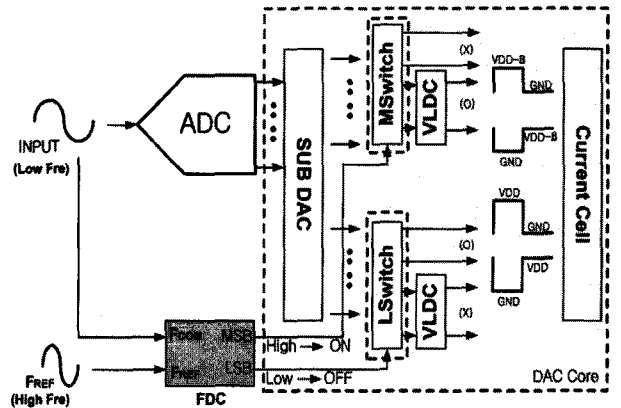 INPUT
(Low Fre)
ADC
SUB DAC
MSwitch
VLDC
(X)
(O)
VDD-B
GND
VDD-B
GND
Current Cell
LSwitch
VLDC
(O)
(X)
VDD
GND
VDD
GND
FREF
(High Fre)
MSB
FREF
LSB
FDC
High → ON
Low → OFF
DAC Core